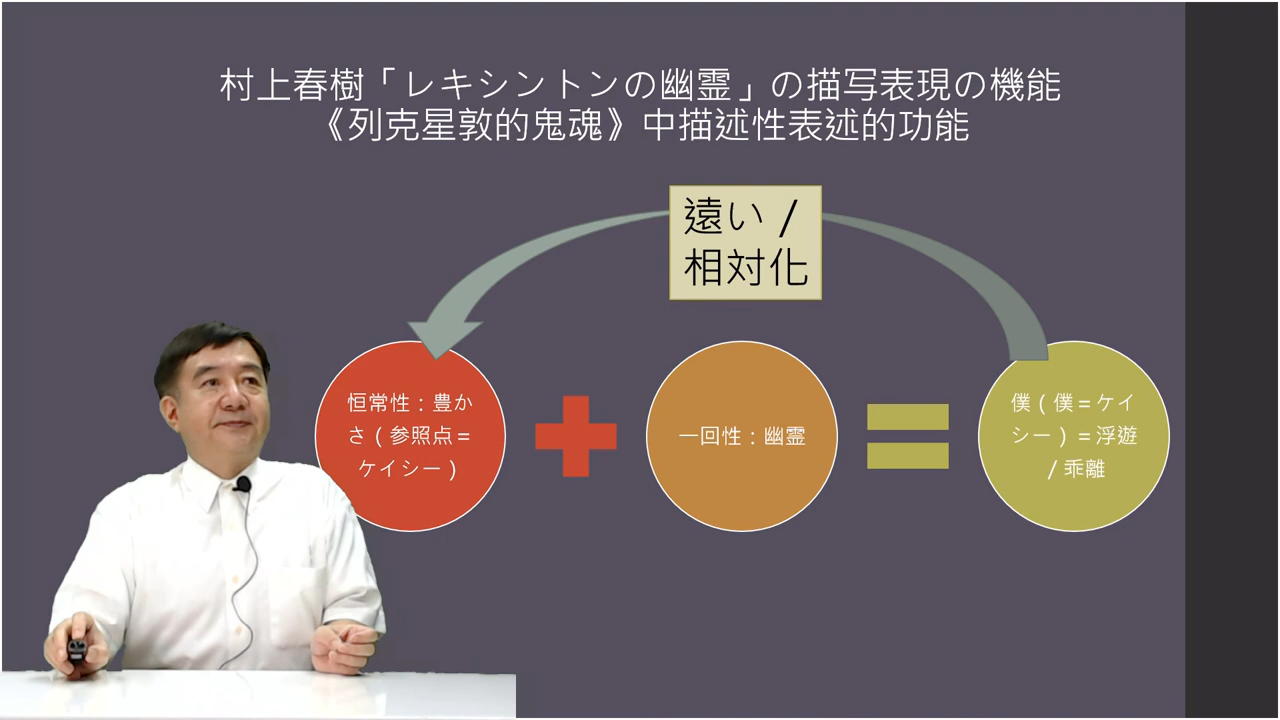 村上春樹「レキシントンの幽霊」の描写表現の機能
《列克星敦的鬼魂》中描述性表述的功能
遠い /
相対化
恒常性：豊か
さ（参照点＝
ケイシー）
一回性：幽霊
僕（僕＝ケイ
シー）＝浮遊
/ 乖離